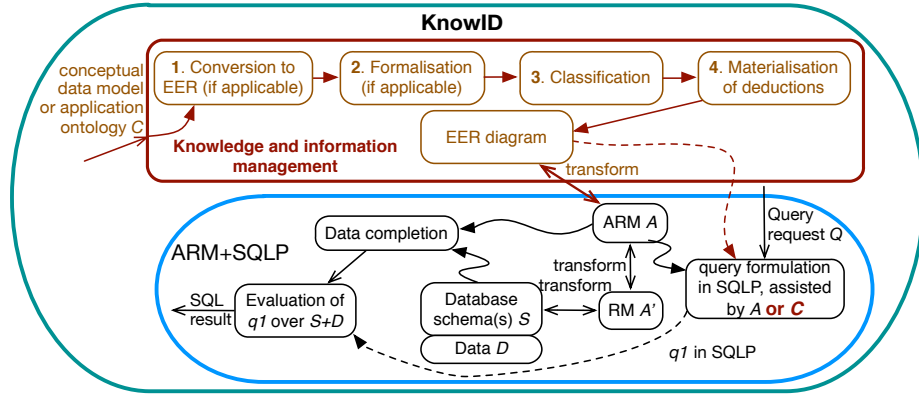 KnowID
conceptual
data model
or application
ontology C
1. Conversion to
EER (if applicable)
2. Formalisation
(if applicable)
3. Classification
4. Materialisation
of deductions
EER diagram
Knowledge and information
management
transform
Query
request Q
ARM+SQLP
Data completion
ARM A
transform
transform
query formulation
in SQLP, assisted
by A or C
SQL
result
Evaluation of
q1 over S+D
Database
schema(s) S
Data D
RM A'
q1 in SQLP